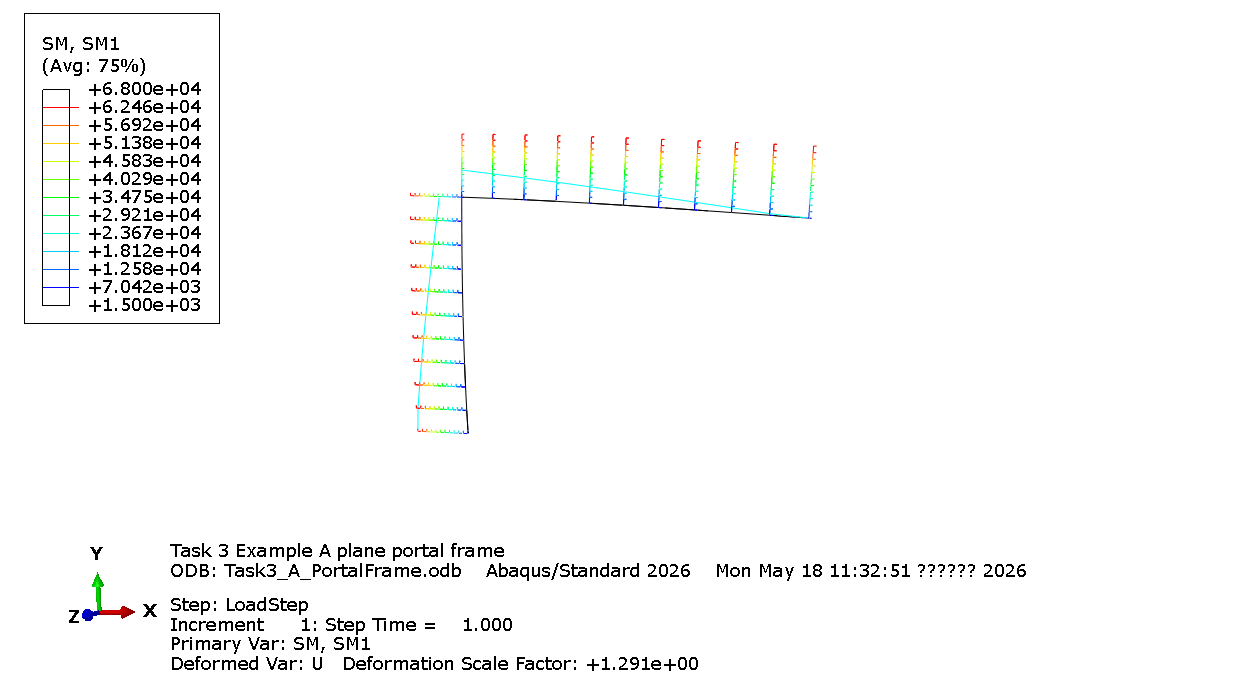 SM, SM1
(Avg: 75%)
+6.800e+04
+6.246e+04
+5.692e+04
+5.138e+04
+4.583e+04
+4.029e+04
+3.475e+04
+2.921e+04
+2.367e+04
+1.812e+04
+1.258e+04
+7.042e+03
+1.500e+03
Y
Z
X
Task 3 Example A plane portal frame
ODB: Task3_A_PortalFrame.odb Abaqus/Standard 2026 Mon May 18 11:32:51 ?????? 2026
Step: LoadStep
Increment 1: Step Time = 1.000
Primary Var: SM, SM1
Deformed Var: U Deformation Scale Factor: +1.291e+00